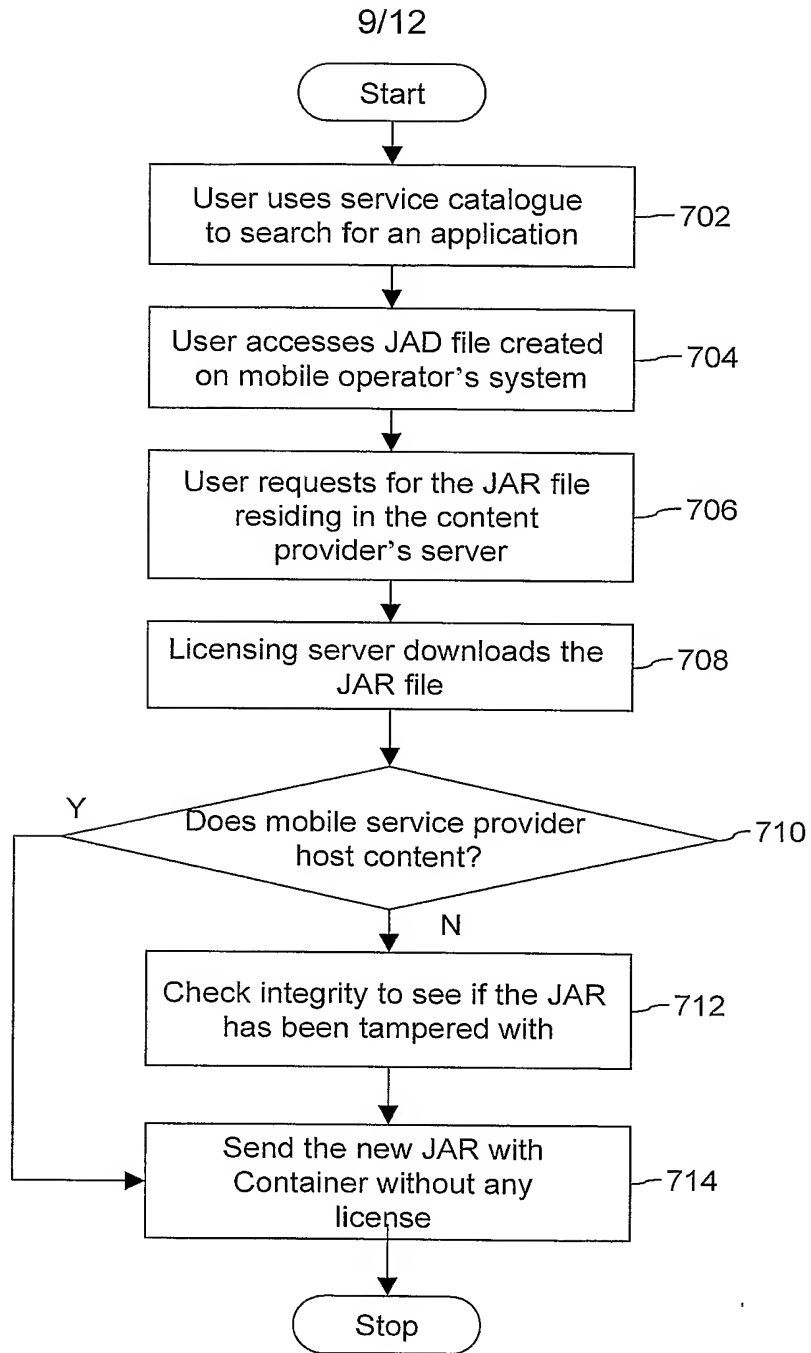 9/12
Start
User uses service catalogue
to search for an application
702
User accesses JAD file created
on mobile operator's system
704
User requests for the JAR file
residing in the content
provider's server
706
Licensing server downloads the
JAR file
708
Does mobile service provider
host content?
710
Y
N
Check integrity to see if the JAR
has been tampered with
712
Send the new JAR with
Container without any
license
714
Stop